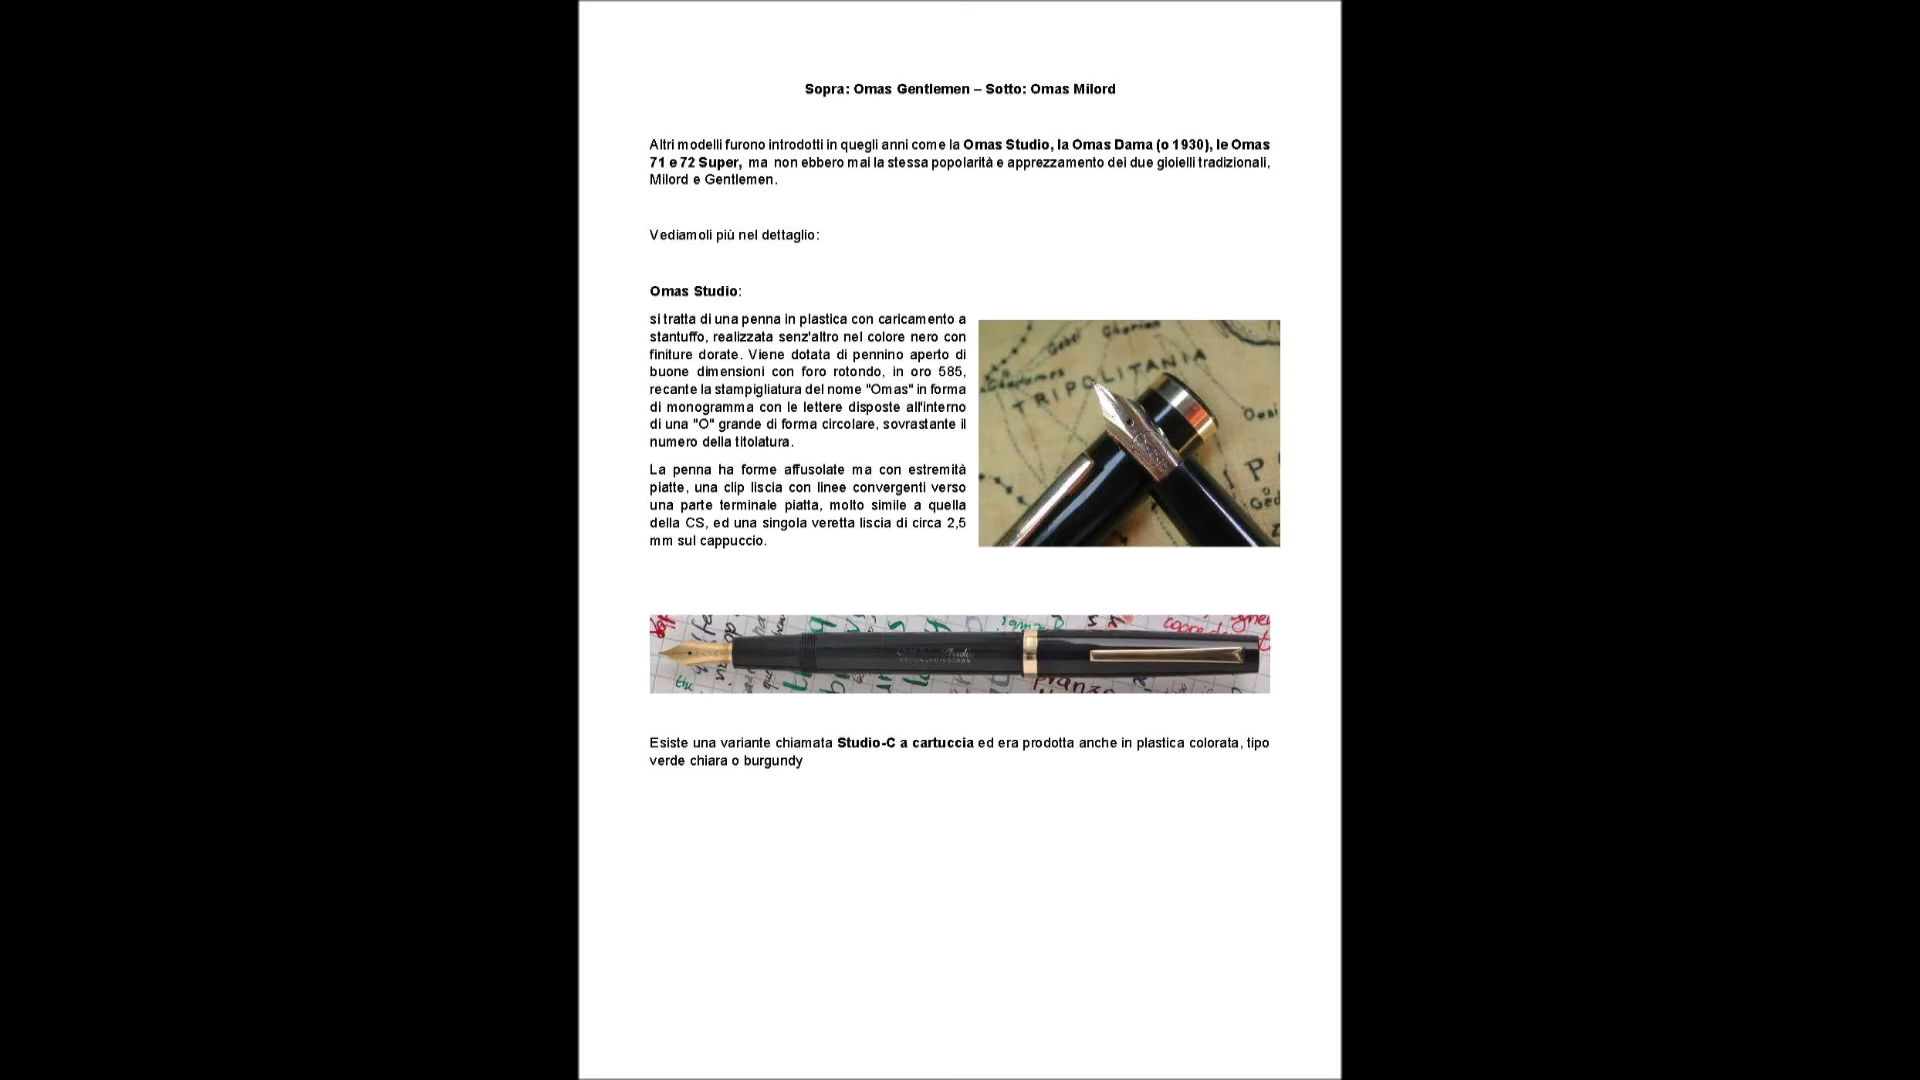 Sopra: Omas Gentlemen – Sotto: Omas Milord
Altri modelli furono introdotti in quegli anni come la Omas Studio, la Omas Dama (o 1930), le Omas
71 e 72 Super, ma non ebbero mai la stessa popolarità e apprezzamento dei due gioielli tradizionali,
Milord e Gentlemen.
Vediamoli più nel dettaglio:
Omas Studio:
si tratta di una penna in plastica con caricamento a
stantuffo, realizzata senz'altro nel colore nero con
finiture dorate. Viene dotata di pennino aperto di
buone dimensioni con foro rotondo, in oro 585,
recante la stampigliatura del nome "Omas" in forma
di monogramma con le lettere disposte all'interno
di una "O" grande di forma circolare, sovrastante il
numero della titolatura.
La penna ha forme affusolate ma con estremità
piatte, una clip liscia con linee convergenti verso
una parte terminale piatta, molto simile a quella
della CS, ed una singola veretta liscia di circa 2,5
mm sul cappuccio.
TRIPOLITANIA
Esiste una variante chiamata Studio-C a cartuccia ed era prodotta anche in plastica colorata, tipo
verde chiara o burgundy